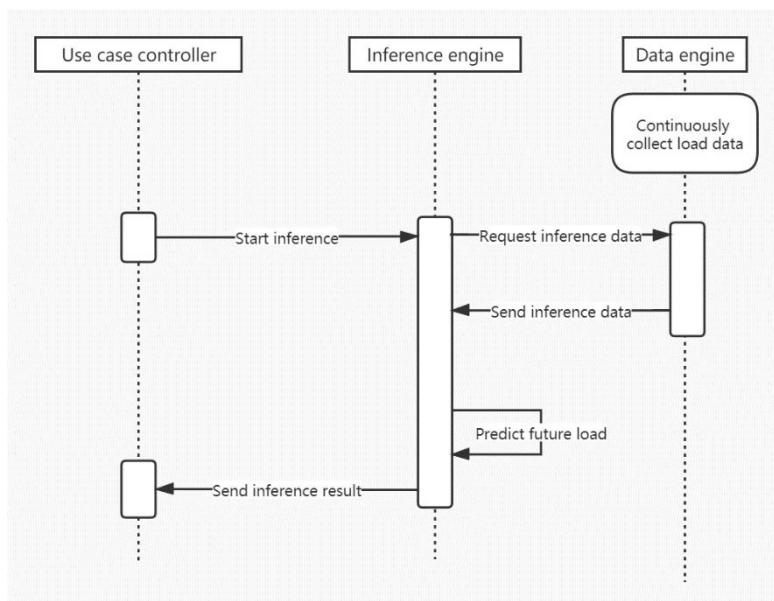 Use case controller
Inference engine
Data engine
Continuously
collect load data
Start inference
Request inference data
Send inference data
Predict future load
Send inference result